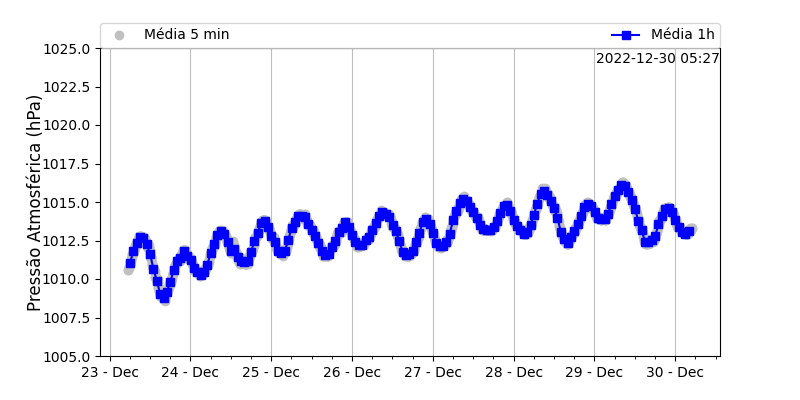 Média 5 min
Média 1h
2022-12-30 05:27
Pressão Atmosférica (hPa)
1025.0
1022.5
1020.0
1017.5
1015.0
1012.5
1010.0
1007.5
1005.0
23 - Dec
24 - Dec
25 - Dec
26 - Dec
27 - Dec
28 - Dec
29 - Dec
30 - Dec